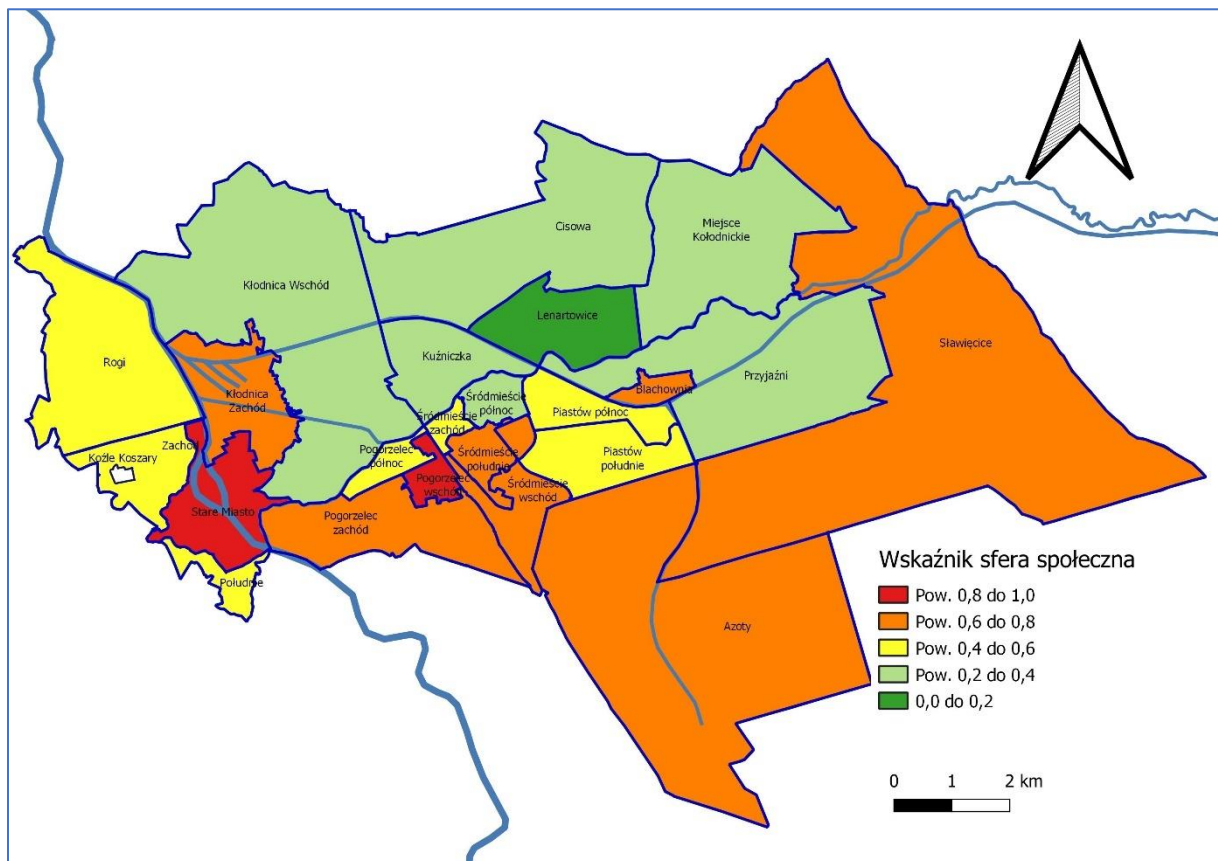 Cisowa
Miejsce
Kołodnickie
Kłodnica Wschód
Lenartowice
Sławięcice
Rogi
Kuźniczka
Przyjaźni
Kłodnica
Zachód
Blachownia
Śródmieście
północ
Śródmieście
zachód
Piastów północ
Zachód
Koźle Koszary
Pogorzelec
północ
Śródmieście
południe
Piastów
południe
Pogorzelec
wschód
Śródmieście
wschód
Stare Miasto
Pogorzelec
zachód
Południe
Azoty
Wskaźnik sfera społeczna
Pow. 0,8 do 1,0
Pow. 0,6 do 0,8
Pow. 0,4 do 0,6
Pow. 0,2 do 0,4
0,0 do 0,2
0 1 2 km